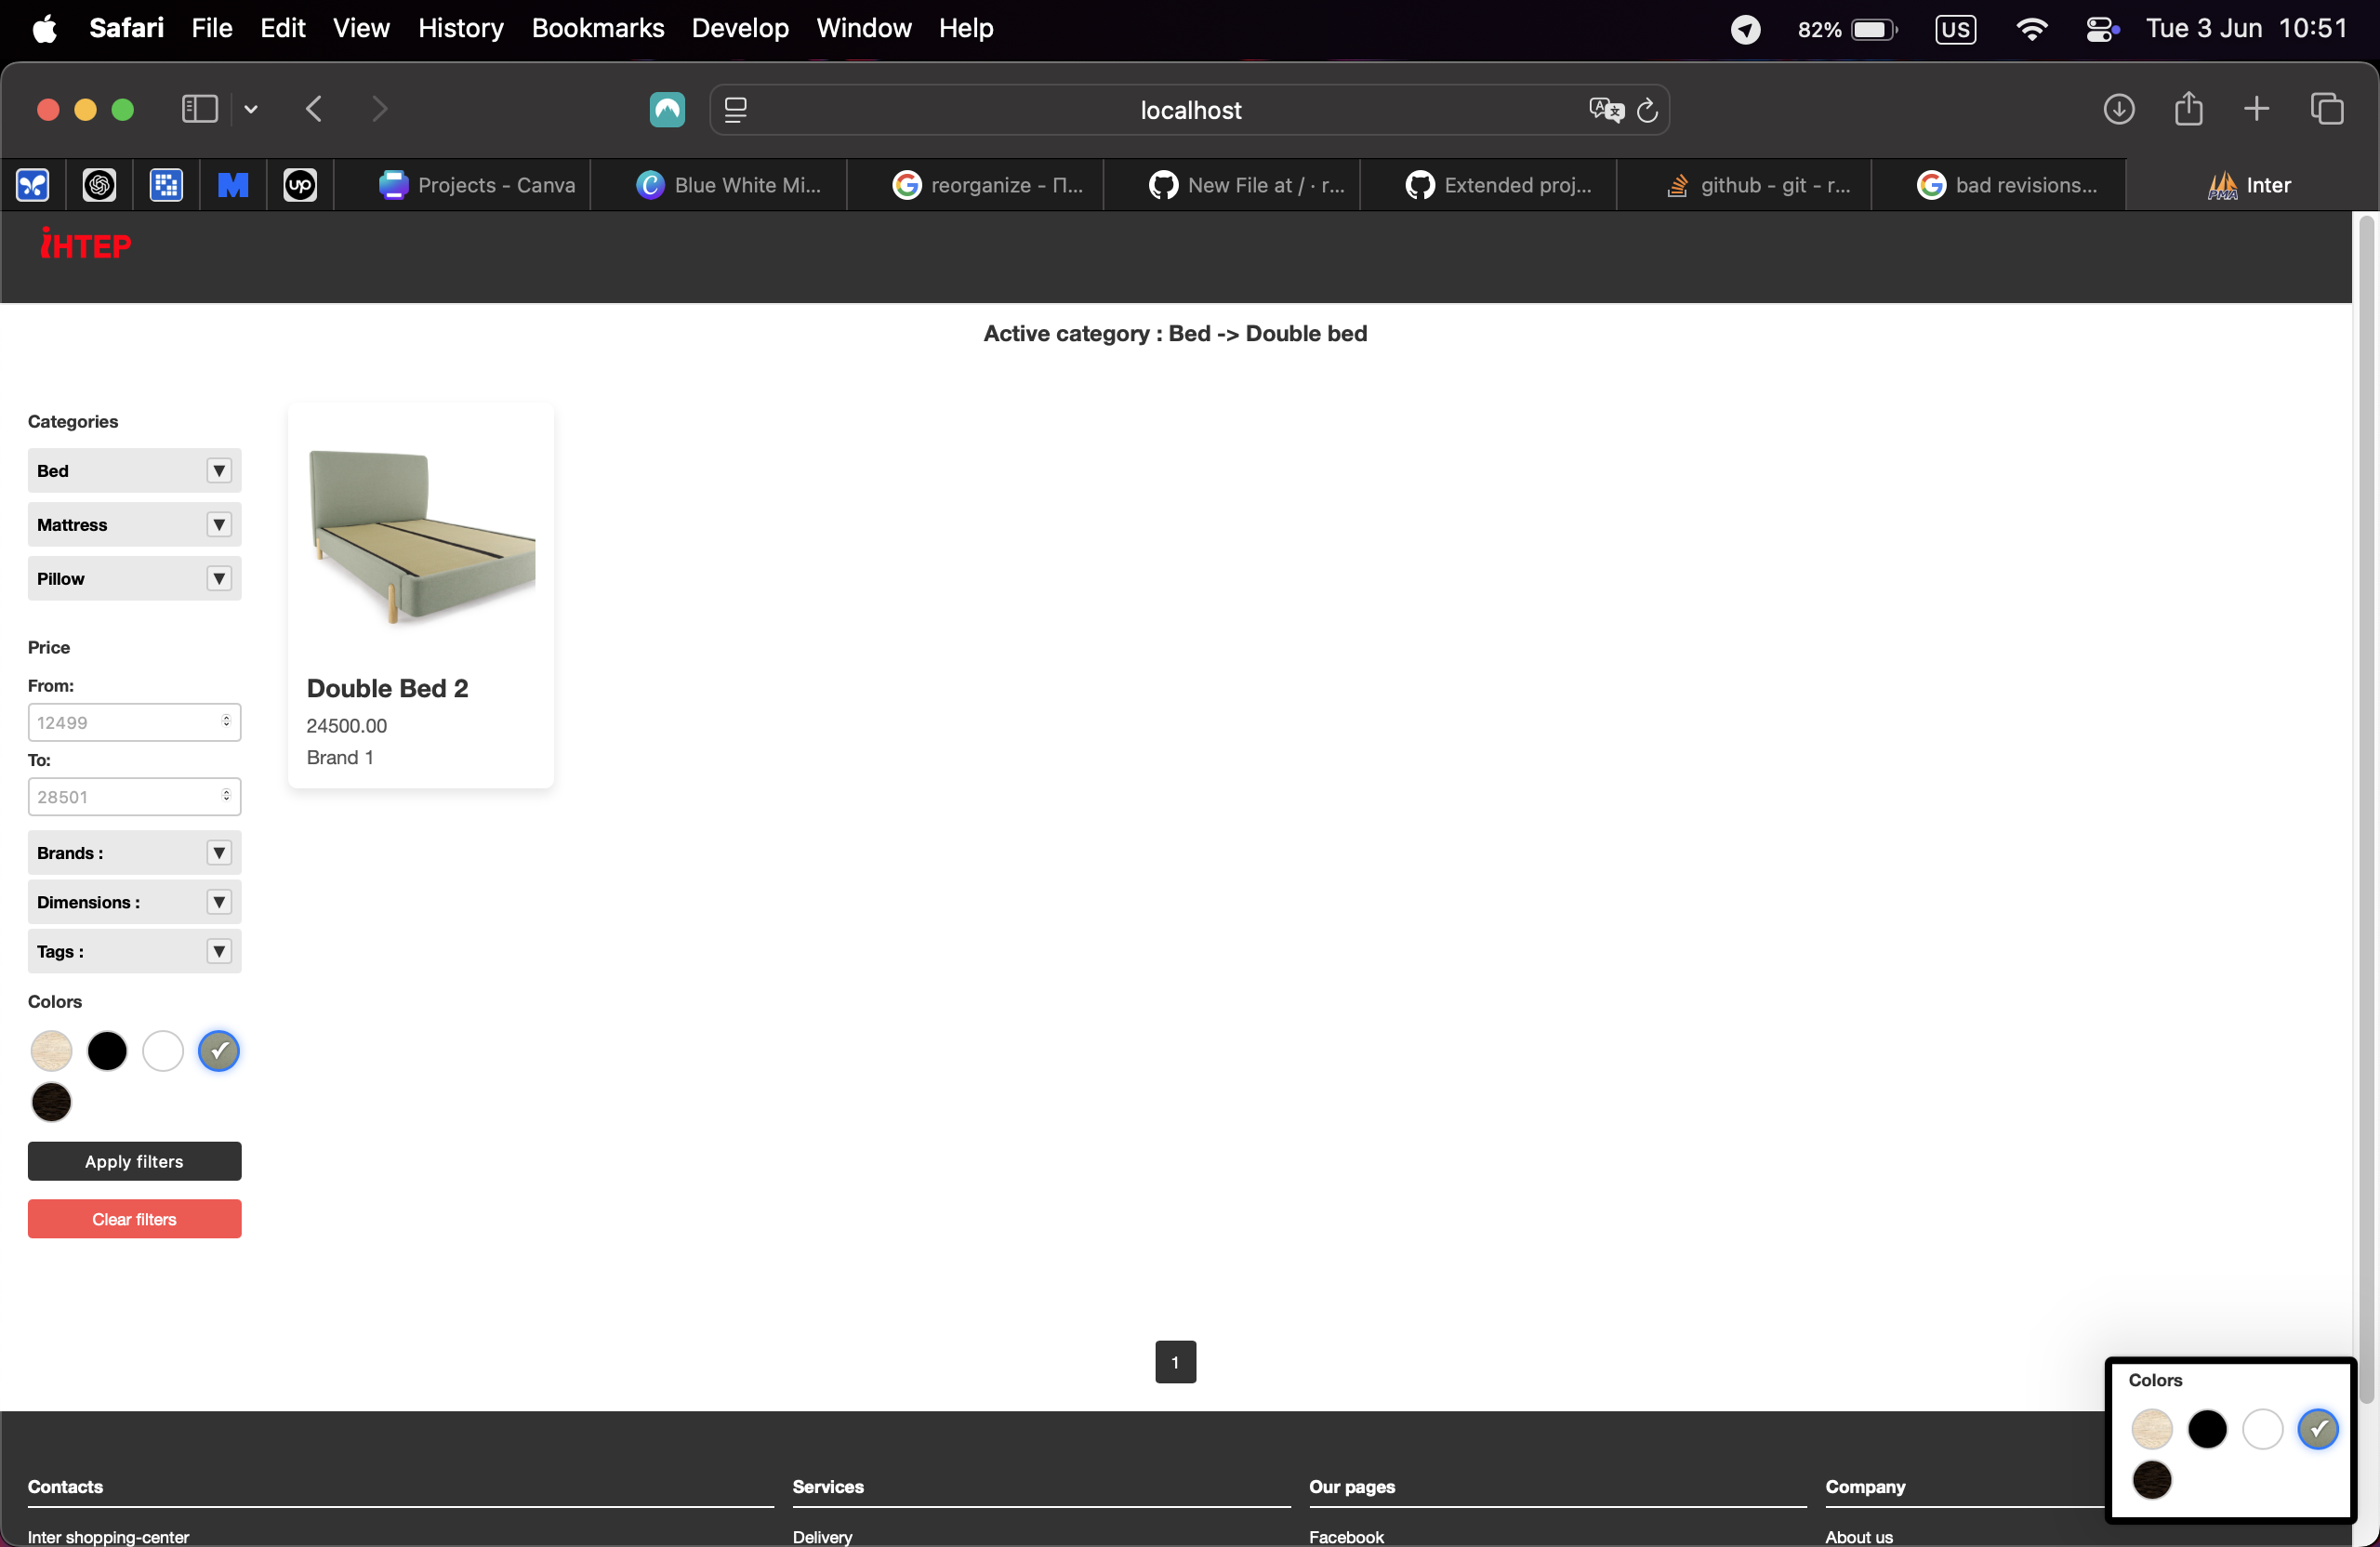 Safari File Edit View History Bookmarks Develop Window Help 82% US Tue 3 Jun 10:51
localhost
Projects - Canva Blue White Mi... reorganize - П... New File at / · r... Extended proj... github - git - r... bad revisions... Inter
iHTEP
Active category : Bed -> Double bed
Categories
Bed
Mattress
Pillow
Price
From:
12499
To:
28501
Brands :
Dimensions :
Tags :
Colors
Apply filters
Clear filters
Double Bed 2
24500.00
Brand 1
1
Colors
Contacts Services Our pages Company
Inter shopping-center Delivery Facebook About us